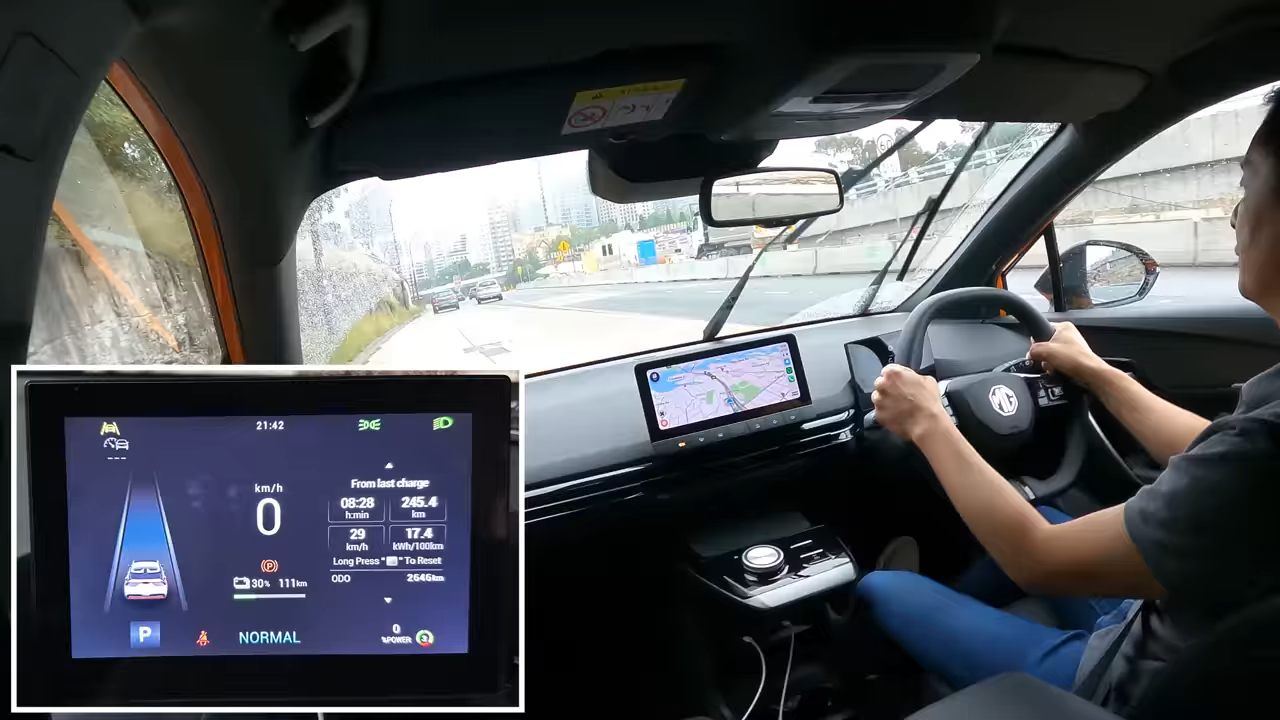 60
MG
21:42
---
km/h
0
From last charge
08:28
h:min
245.4
km
29
km/h
17.4
kWh/100km
Long Press " " To Reset
ODO 2646km
P
30% 111km
P
NORMAL
0
%POWER